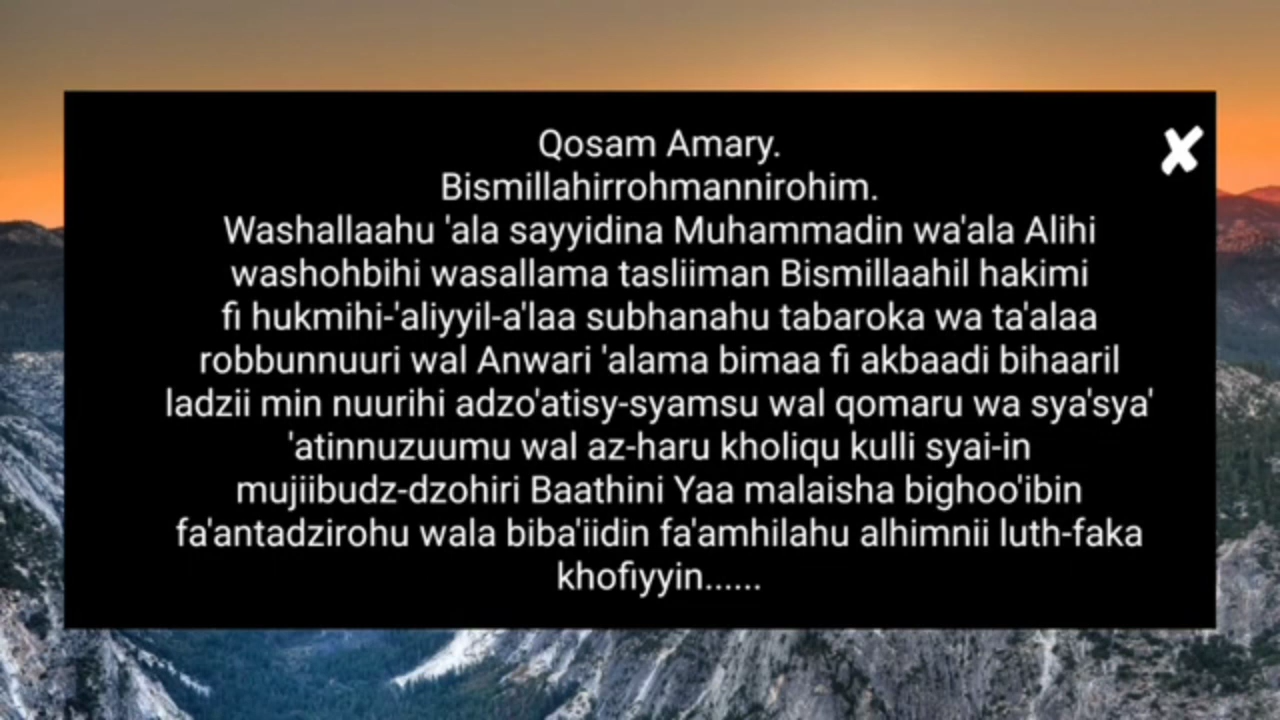 Qosam Amary.
Bismillahirrohmannirohim.
Washallaahu 'ala sayyidina Muhammadin wa'ala Alihi
washohbihi wasallama tasliiman Bismillaahil hakimi
fi hukmihi-'aliyyil-a'laa subhanahu tabaroka wa ta'alaa
robbunnuuri wal Anwari 'alama bimaa fi akbaadi bihaaril
ladzii min nuurihi adzo'atisy-syamsu wal qomaru wa sya'sya'
'atinnuzuumu wal az-haru kholiqu kulli syai-in
mujiibudz-dzohiri Baathini Yaa malaisha bighoo'ibin
fa'antadzirohu wala biba'iidin fa'amhilahu alhimnii luth-faka
khofiyyin......